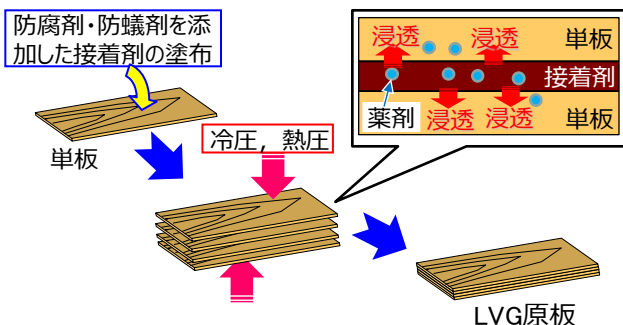 防腐剤・防蟻剤を添
加した接着剤の塗布
単板
冷圧，熱圧
浸透
浸透
単板
接着剤
薬剤
浸透
浸透
単板
LVG原板